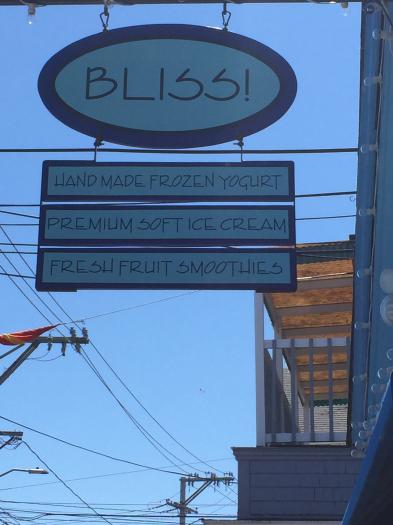 BLISS!
HAND MADE FROZEN YOGURT
PREMIUM SOFT ICE CREAM
FRESH FRUIT SMOOTHIES